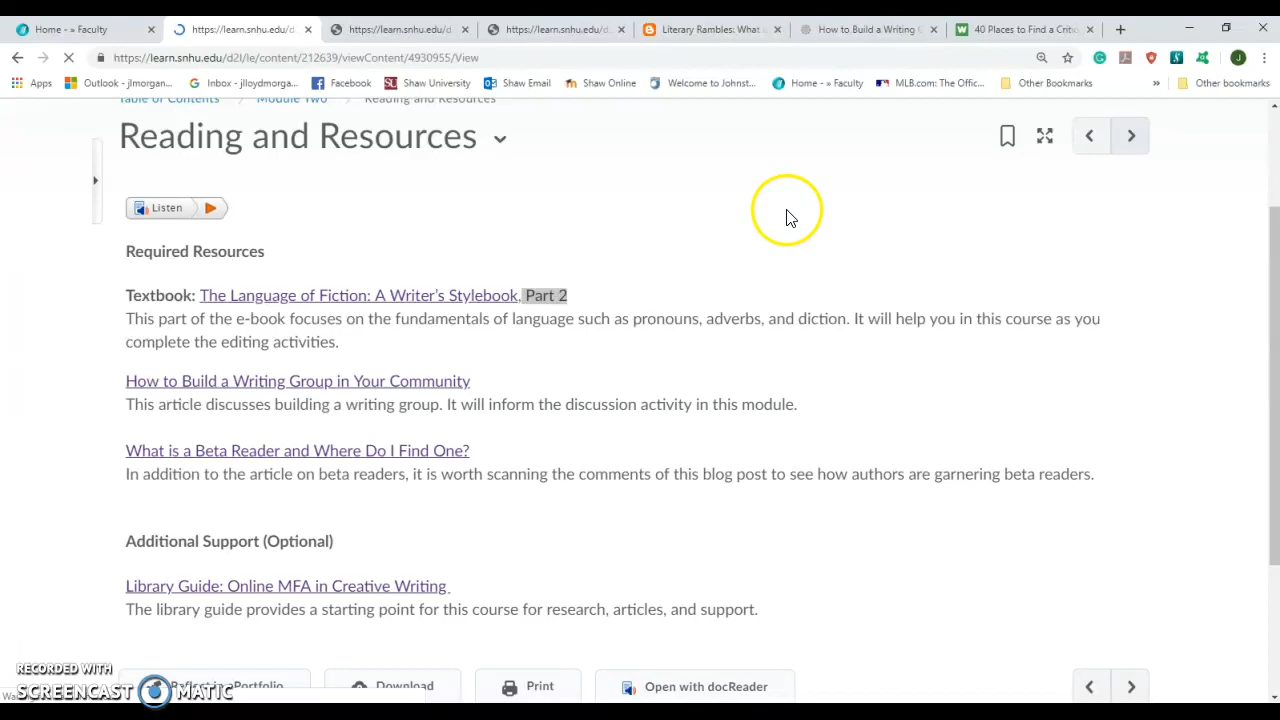 Home - » Faculty
https://learn.snhu.edu/d
https://learn.snhu.edu/d
https://learn.snhu.edu/d
Literary Rambles: What i
How to Build a Writing G
40 Places to Find a Critiq
https://learn.snhu.edu/d2l/le/content/212639/viewContent/4930955/View
Apps
Outlook - jlmorgan...
Inbox - jlloydmorga...
Facebook
Shaw University
Shaw Email
Shaw Online
Welcome to Johnst...
Home - » Faculty
MLB.com: The Offic...
Other bookmarks
»
Other bookmarks
Table of Contents Module Two Reading and Resources
Reading and Resources
Listen
Required Resources
Textbook: The Language of Fiction: A Writer's Stylebook, Part 2
This part of the e-book focuses on the fundamentals of language such as pronouns, adverbs, and diction. It will help you in this course as you
complete the editing activities.
How to Build a Writing Group in Your Community
This article discusses building a writing group. It will inform the discussion activity in this module.
What is a Beta Reader and Where Do I Find One?
In addition to the article on beta readers, it is worth scanning the comments of this blog post to see how authors are garnering beta readers.
Additional Support (Optional)
Library Guide: Online MFA in Creative Writing
The library guide provides a starting point for this course for research, articles, and support.
Reflect in ePortfolio
Download
Print
Open with docReader
RECORDED WITH
SCREENCAST MATIC